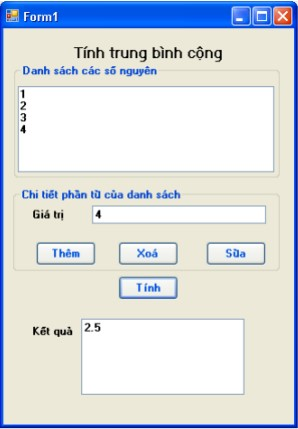 Form1
Tính trung bình cộng
Danh sách các số nguyên
1
2
3
4
Chi tiết phần tử của danh sách
Giá trị 4
Thêm Xoá Sửa
Tính
Kết quả 2.5